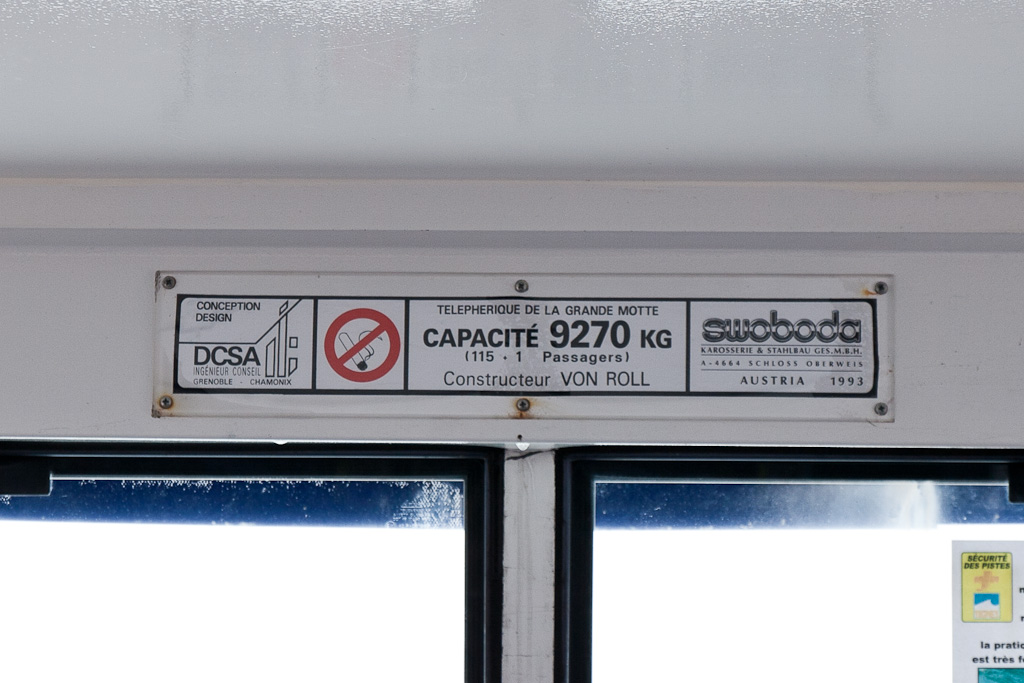 CONCEPTION
DESIGN
DCSA
INGÉNIEUR CONSEIL
GRENOBLE - CHAMONIX
TELEPHERIQUE DE LA GRANDE MOTTE
CAPACITÉ 9270 KG
(115 + 1 Passagers)
Constructeur VON ROLL
swoboda
KAROSSERIE & STAHLBAU GES.M.B.H.
A-4664 SCHLOSS OBERWEIS
AUSTRIA 1993
SÉCURITÉ
DES PISTES
la pratic
est très f